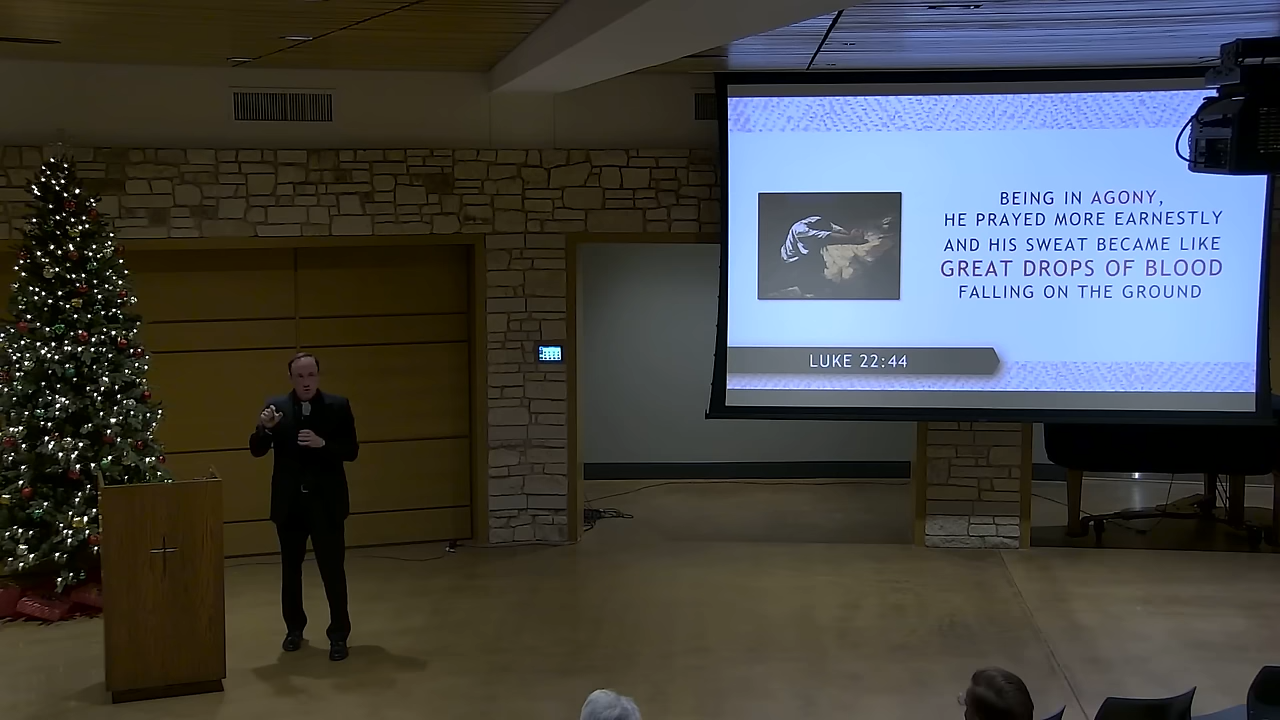 BEING IN AGONY,
HE PRAYED MORE EARNESTLY
AND HIS SWEAT BECAME LIKE
GREAT DROPS OF BLOOD
FALLING ON THE GROUND
LUKE 22:44